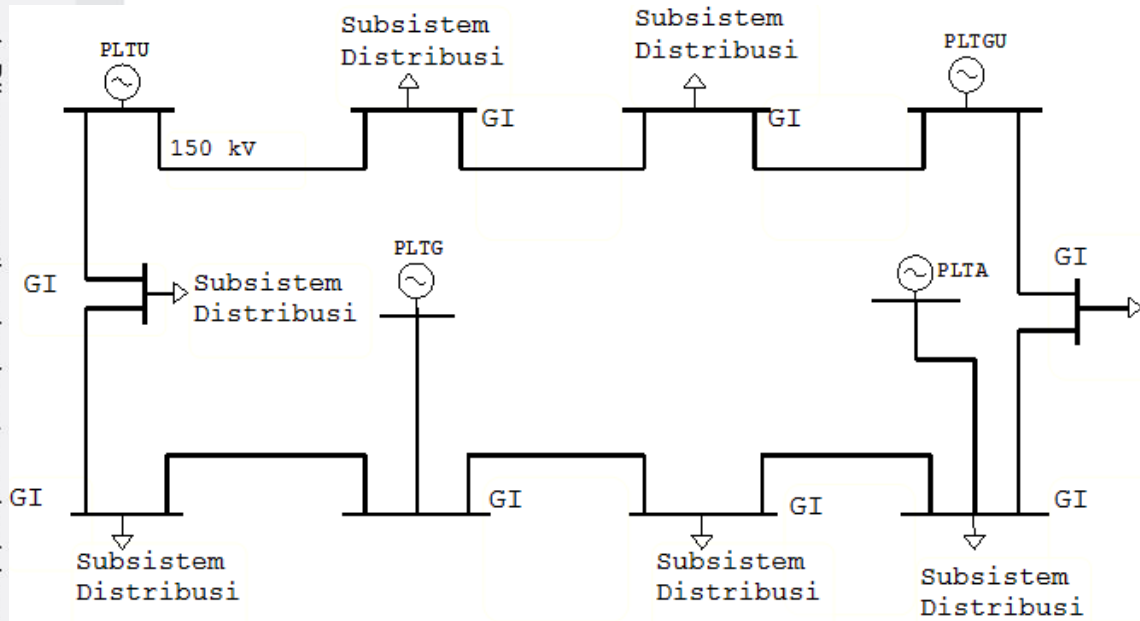 Subsistem
Distribusi
Subsistem
Distribusi
PLTU
PLTGU
GI
GI
150 kV
PLTG
GI
PLTA
GI
Subsistem
Distribusi
GI
GI
GI
GI
Subsistem
Distribusi
Subsistem
Distribusi
Subsistem
Distribusi